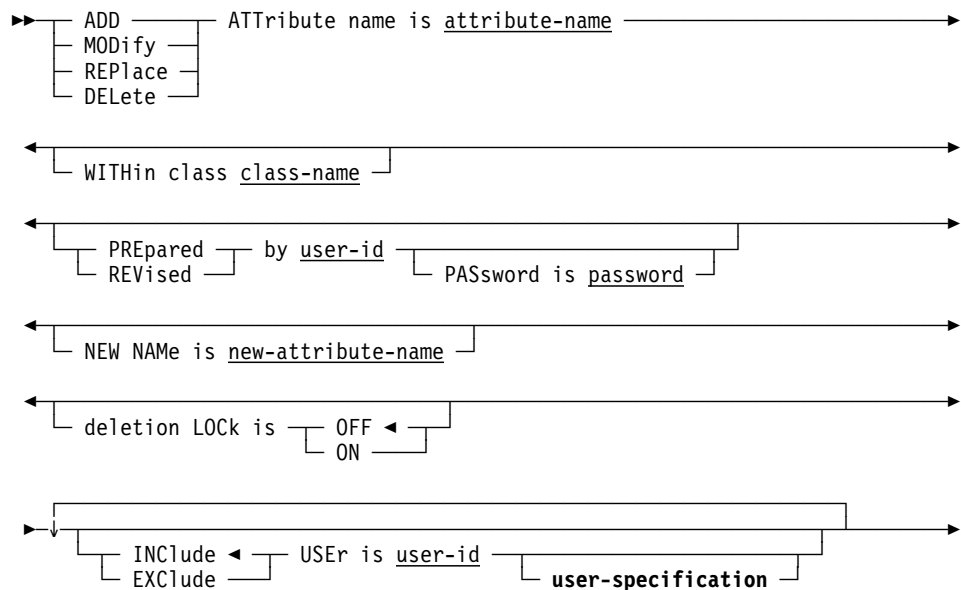 ADD ATTribute name is attribute-name
MODify
REPlace
DELete
WITHin class class-name
PREpared by user-id
REVised PASsword is password
NEW NAMe is new-attribute-name
deletion LOCk is OFF
ON
INClude USEr is user-id
EXClude user-specification